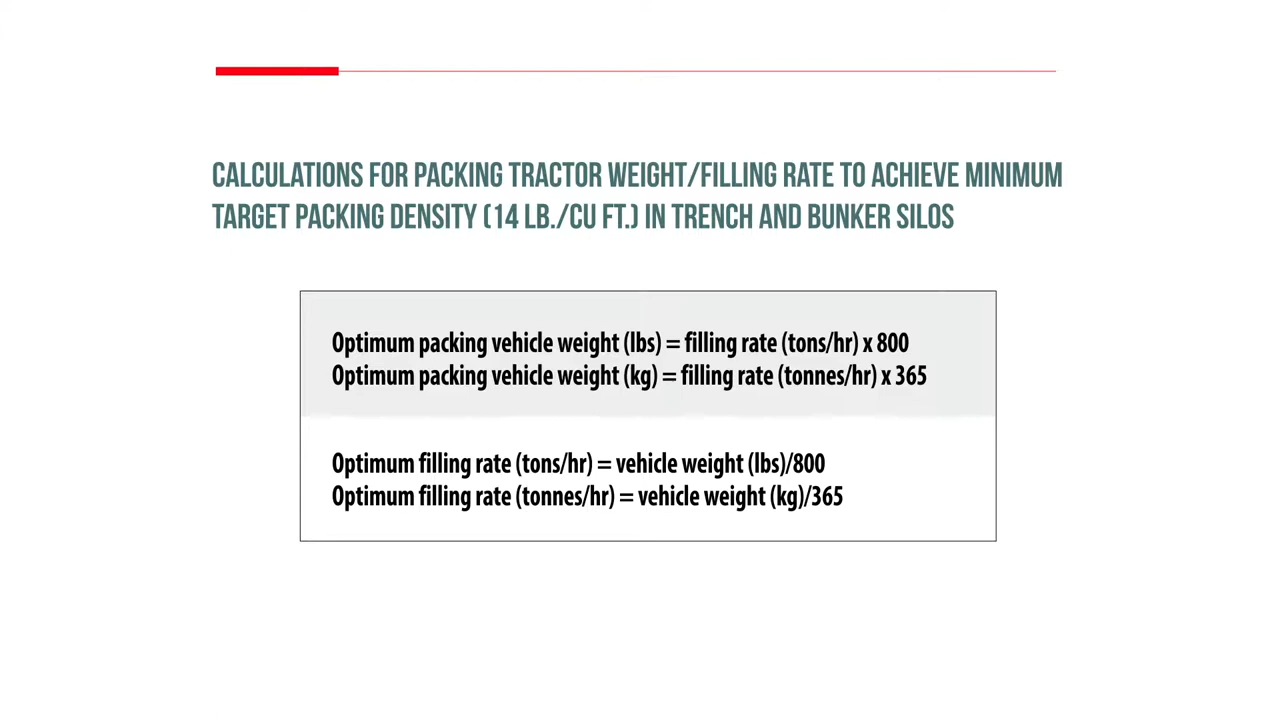 CALCULATIONS FOR PACKING TRACTOR WEIGHT/FILLING RATE TO ACHIEVE MINIMUM
TARGET PACKING DENSITY (14 LB./CU FT.) IN TRENCH AND BUNKER SILOS
Optimum packing vehicle weight (lbs) = filling rate (tons/hr) x 800
Optimum packing vehicle weight (kg) = filling rate (tonnes/hr) x 365
Optimum filling rate (tons/hr) = vehicle weight (lbs)/800
Optimum filling rate (tonnes/hr) = vehicle weight (kg)/365